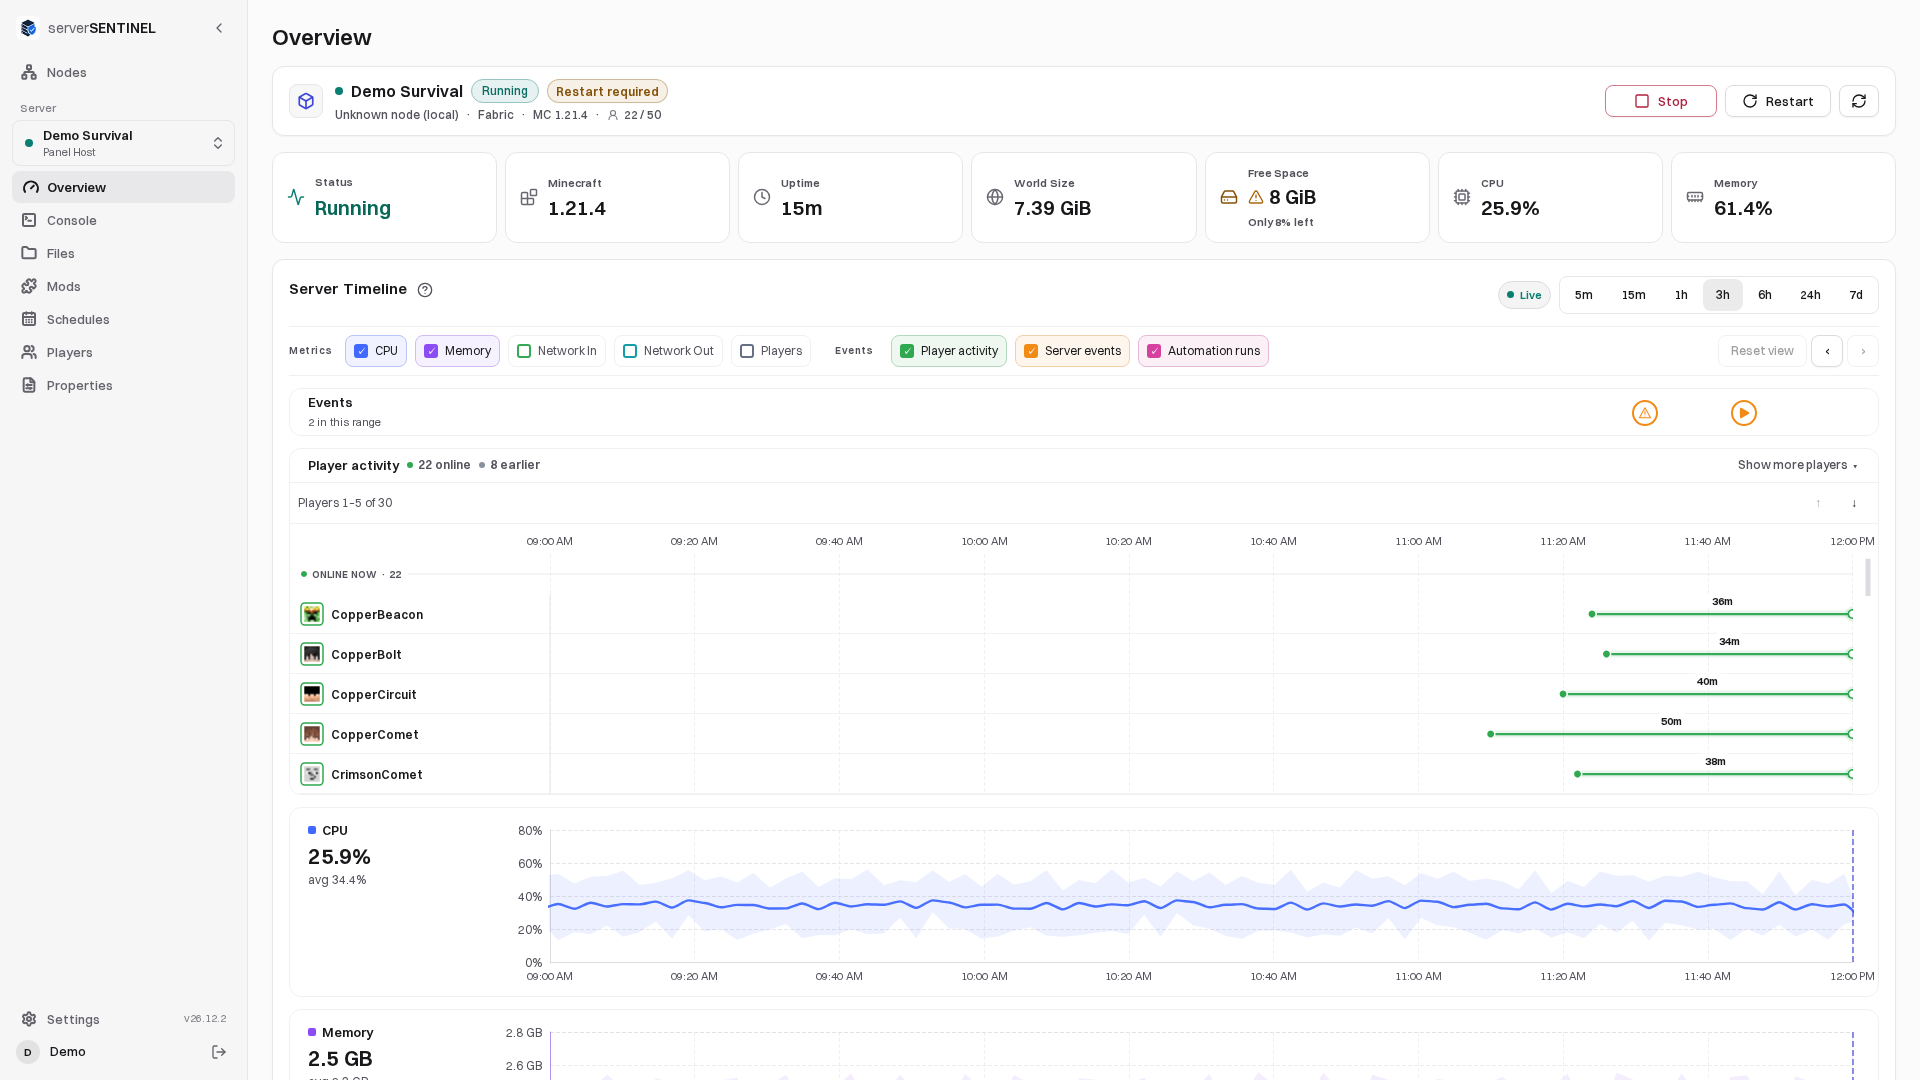 serverSENTINEL
Nodes
Server
Demo Survival
Panel Host
Overview
Console
Files
Mods
Schedules
Players
Properties
Settings v26.12.2
D Demo
Overview
Demo Survival Running Restart required
Unknown node (local) · Fabric · MC 1.21.4 · 22 / 50
Stop Restart
Status
Running
Minecraft
1.21.4
Uptime
15m
World Size
7.39 GiB
Free Space
8 GiB
Only 8% left
CPU
25.9%
Memory
61.4%
Server Timeline
Live 5m 15m 1h 3h 6h 24h 7d
Metrics CPU Memory Network In Network Out Players Events Player activity Server events Automation runs Reset view ‹ ›
Events
2 in this range
Player activity 22 online 8 earlier Show more players ▾
Players 1–5 of 30 ↑ ↓
09:00 AM 09:20 AM 09:40 AM 10:00 AM 10:20 AM 10:40 AM 11:00 AM 11:20 AM 11:40 AM 12:00 PM
ONLINE NOW · 22
CopperBeacon 36m
CopperBolt 34m
CopperCircuit 40m
CopperComet 50m
CrimsonComet 38m
CPU
25.9%
avg 34.4%
80%
60%
40%
20%
0%
09:00 AM 09:20 AM 09:40 AM 10:00 AM 10:20 AM 10:40 AM 11:00 AM 11:20 AM 11:40 AM 12:00 PM
Memory
2.5 GB
2.8 GB
2.6 GB